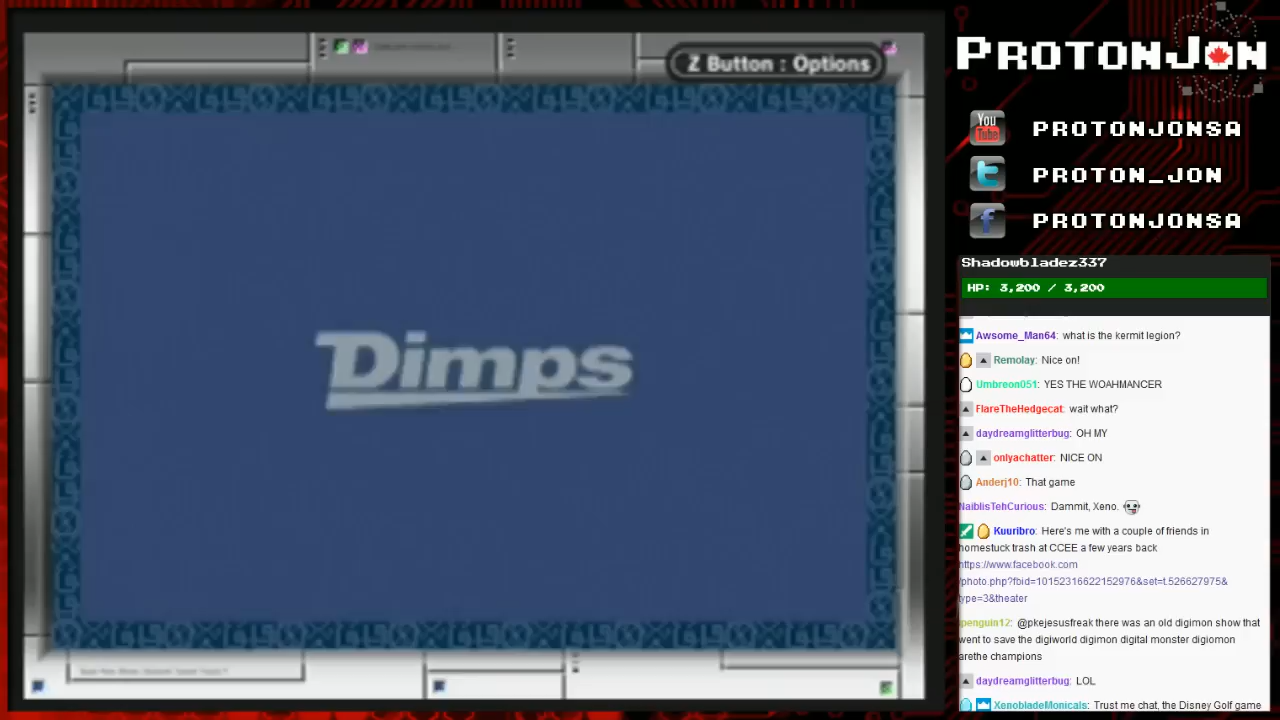 Z Button : Options
Dimps
PROTONJON
You
Tube
PROTONJONSA
PROTON_JON
PROTONJONSA
Shadowbladez337
HP: 3,200 / 3,200
Awsome_Man64: what is the kermit legion?
Remolay: Nice on!
Umbreon051: YES THE WOAHMANCER
FlareTheHedgecat: wait what?
daydreamglitterbug: OH MY
onlyachatter: NICE ON
Anderj10: That game
NaiblisTehCurious: Dammit, Xeno.
Kuuribro: Here's me with a couple of friends in
homestuck trash at CCEE a few years back
https://www.facebook.com
/photo.php?fbid=10152316622152976&set=t.526627975&
type=3&theater
penguin12: @pkejesusfreak there was an old digimon show that
went to save the digiworld digimon digital monster digiomon
arethe champions
daydreamglitterbug: LOL
XenobladeMonicals: Trust me chat, the Disney Golf game